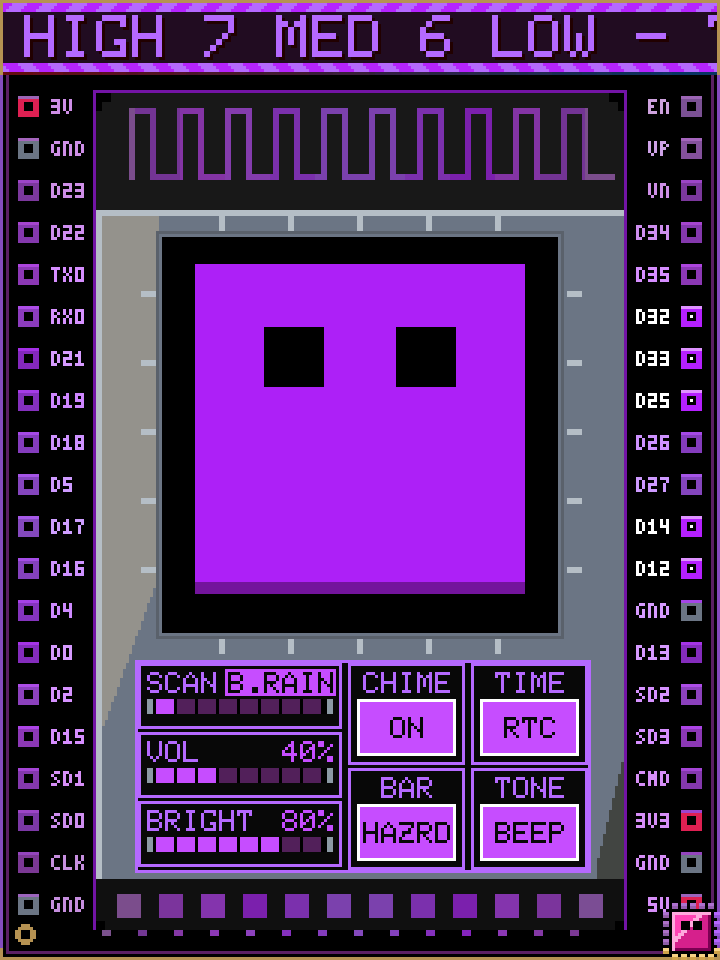 HIGH 7 MED 6 LOW -
3V
GND
D23
D22
TX0
RX0
D21
D19
D18
D5
D17
D16
D4
D0
D2
D15
SD1
SD0
CLK
GND
EN
VP
VN
D34
D35
D32
D33
D25
D26
D27
D14
D12
GND
D13
SD2
SD3
CMD
3V3
GND
5V
SCAN B.RAIN
VOL 40%
BRIGHT 80%
CHIME
ON
TIME
RTC
BAR
HAZRD
TONE
BEEP